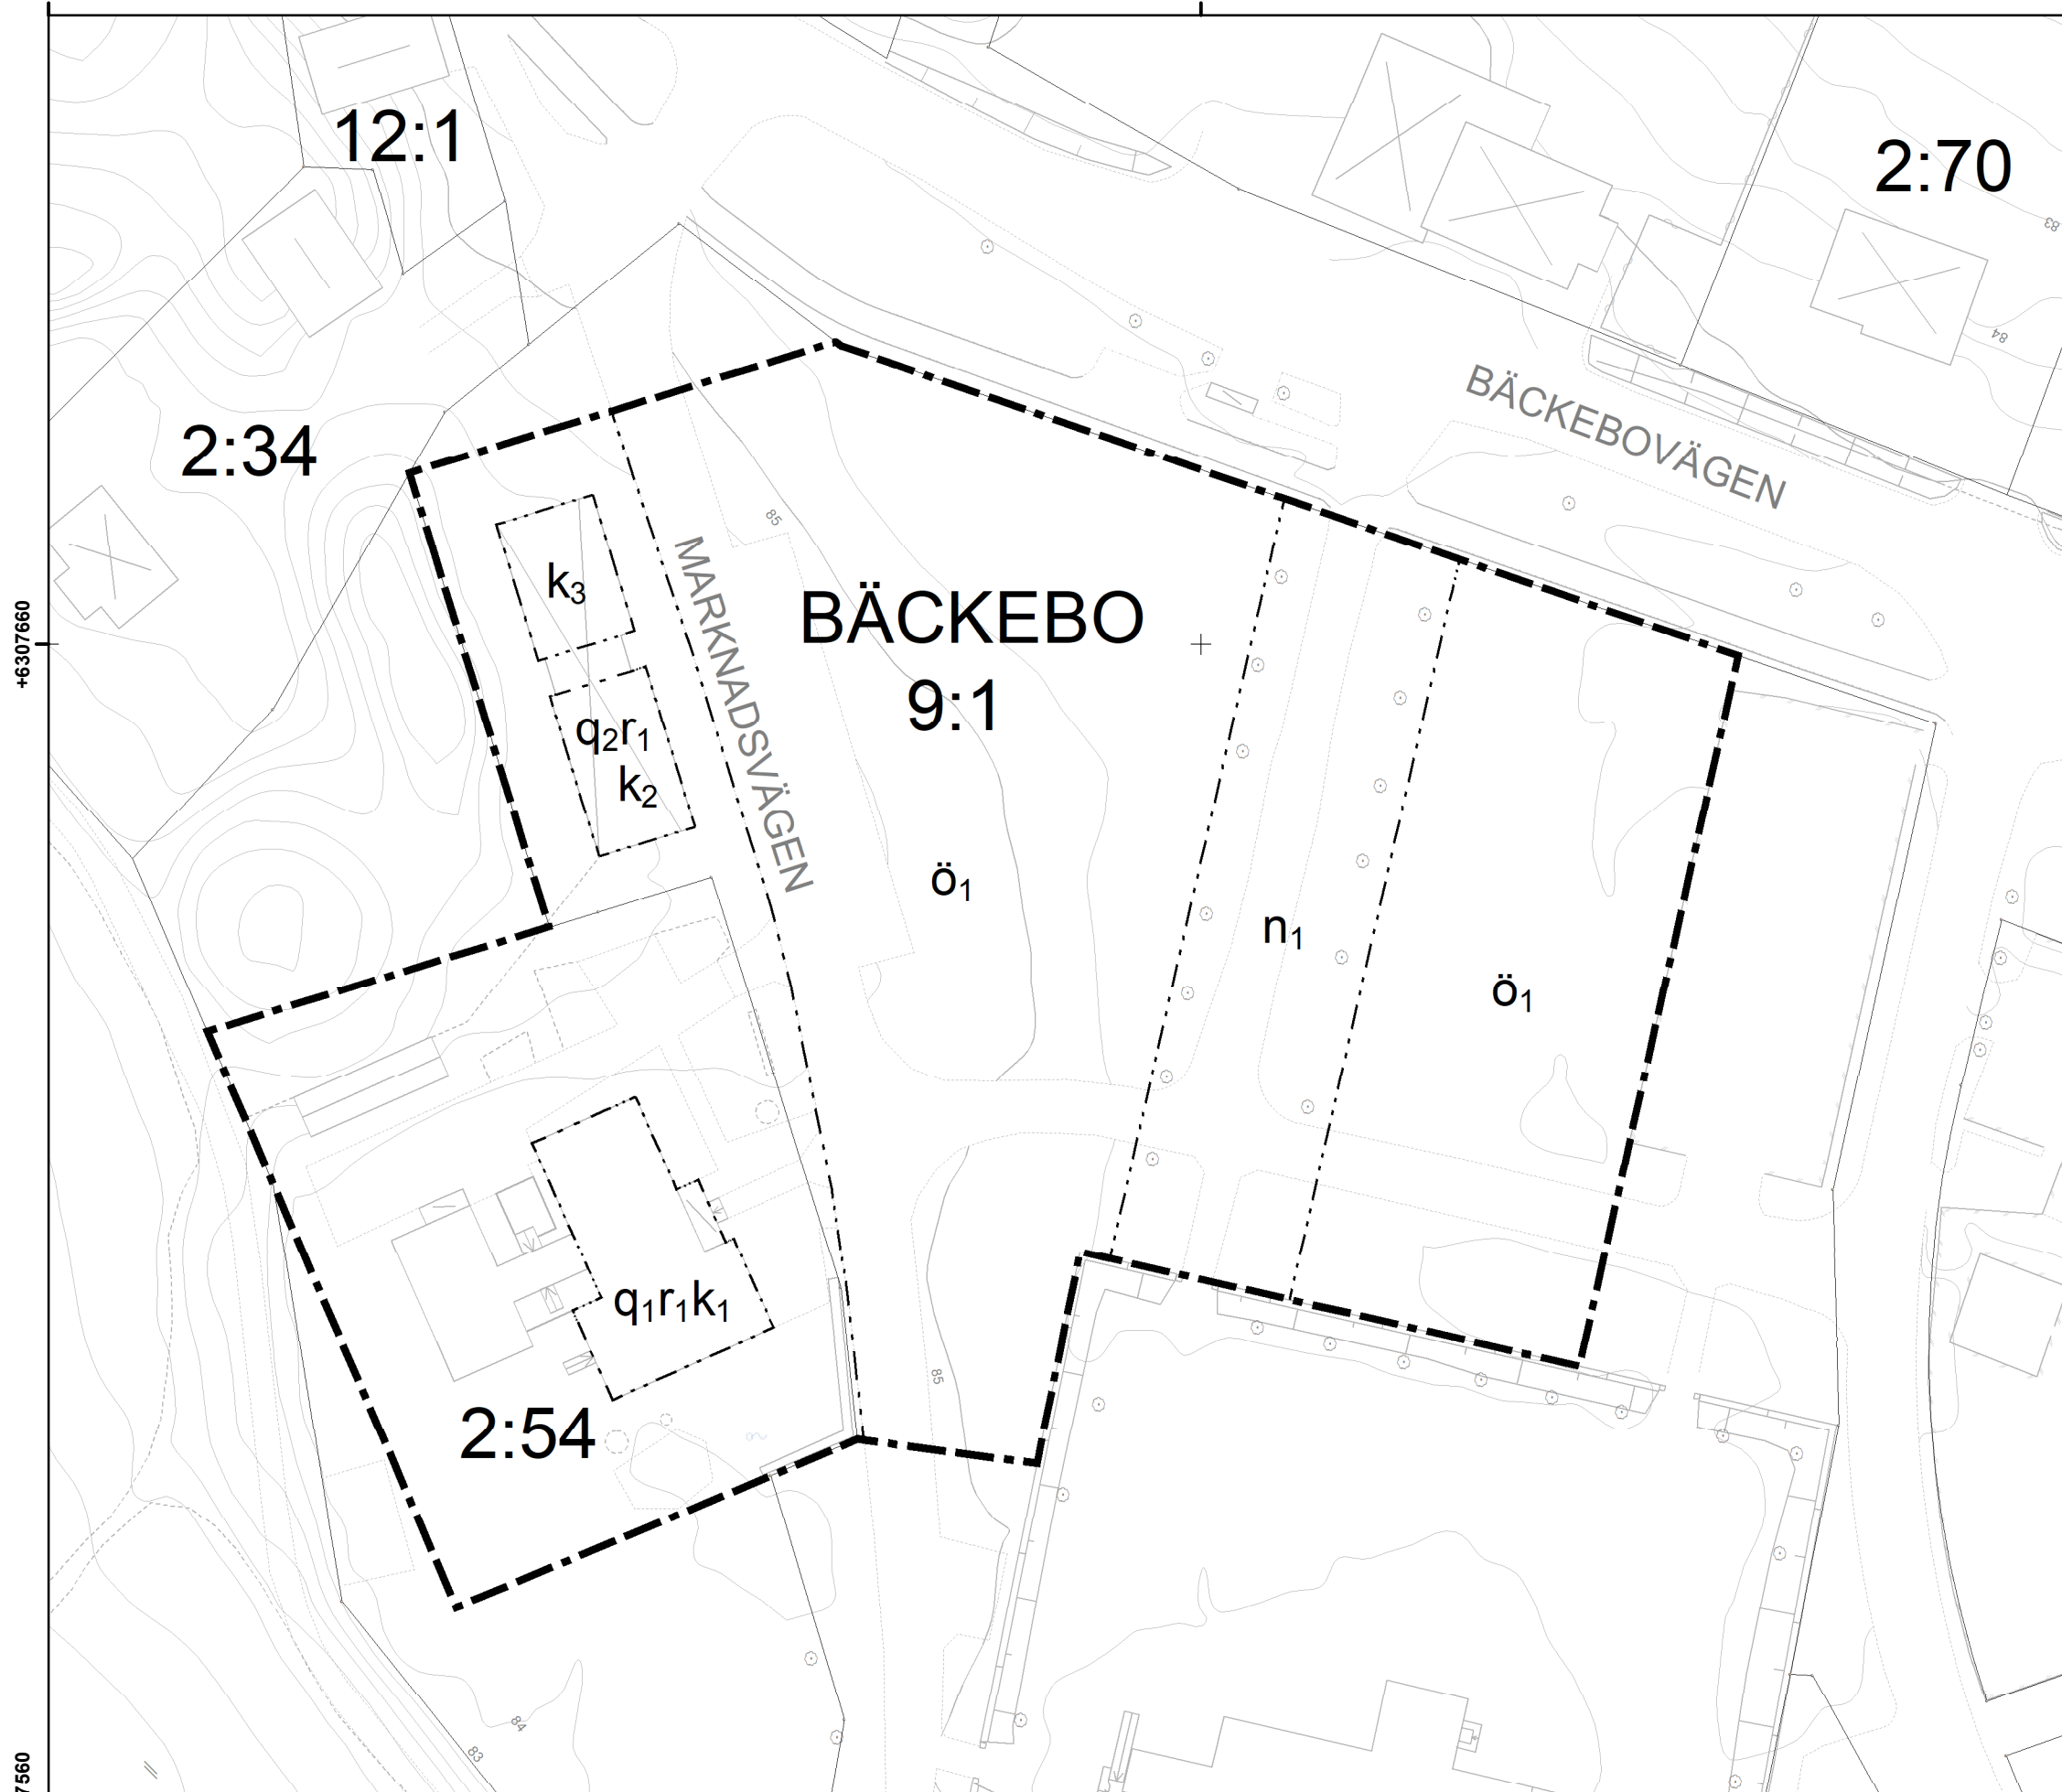 12:1
2:70
83
84
2:34
BÄCKEBOVÄGEN
85
k3
MARKNADSVÄGEN
BÄCKEBO
9:1
+6307660
q2r1
k2
ö1
n1
ö1
q1r1k1
85
2:54
84
83
7560